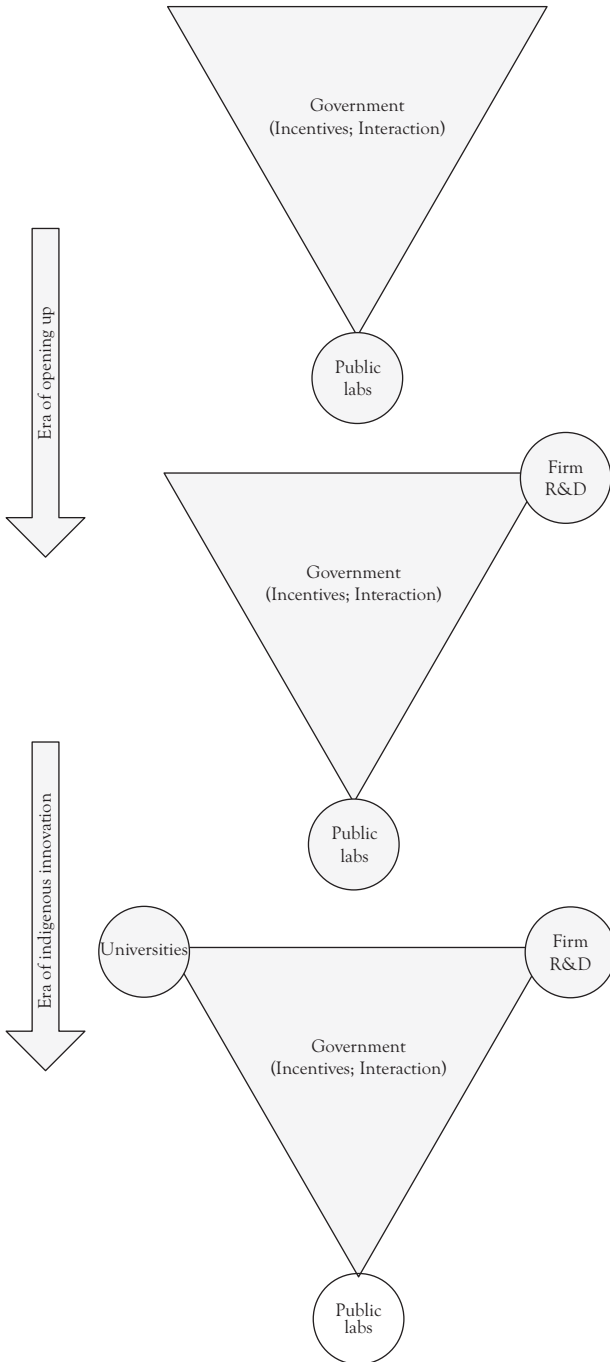 Government
(Incentives; Interaction)
Era of opening up
Public
labs
Firm
R&D
Government
(Incentives; Interaction)
Era of indigenous innovation
Public
labs
Universities
Firm
R&D
Government
(Incentives; Interaction)
Public
labs